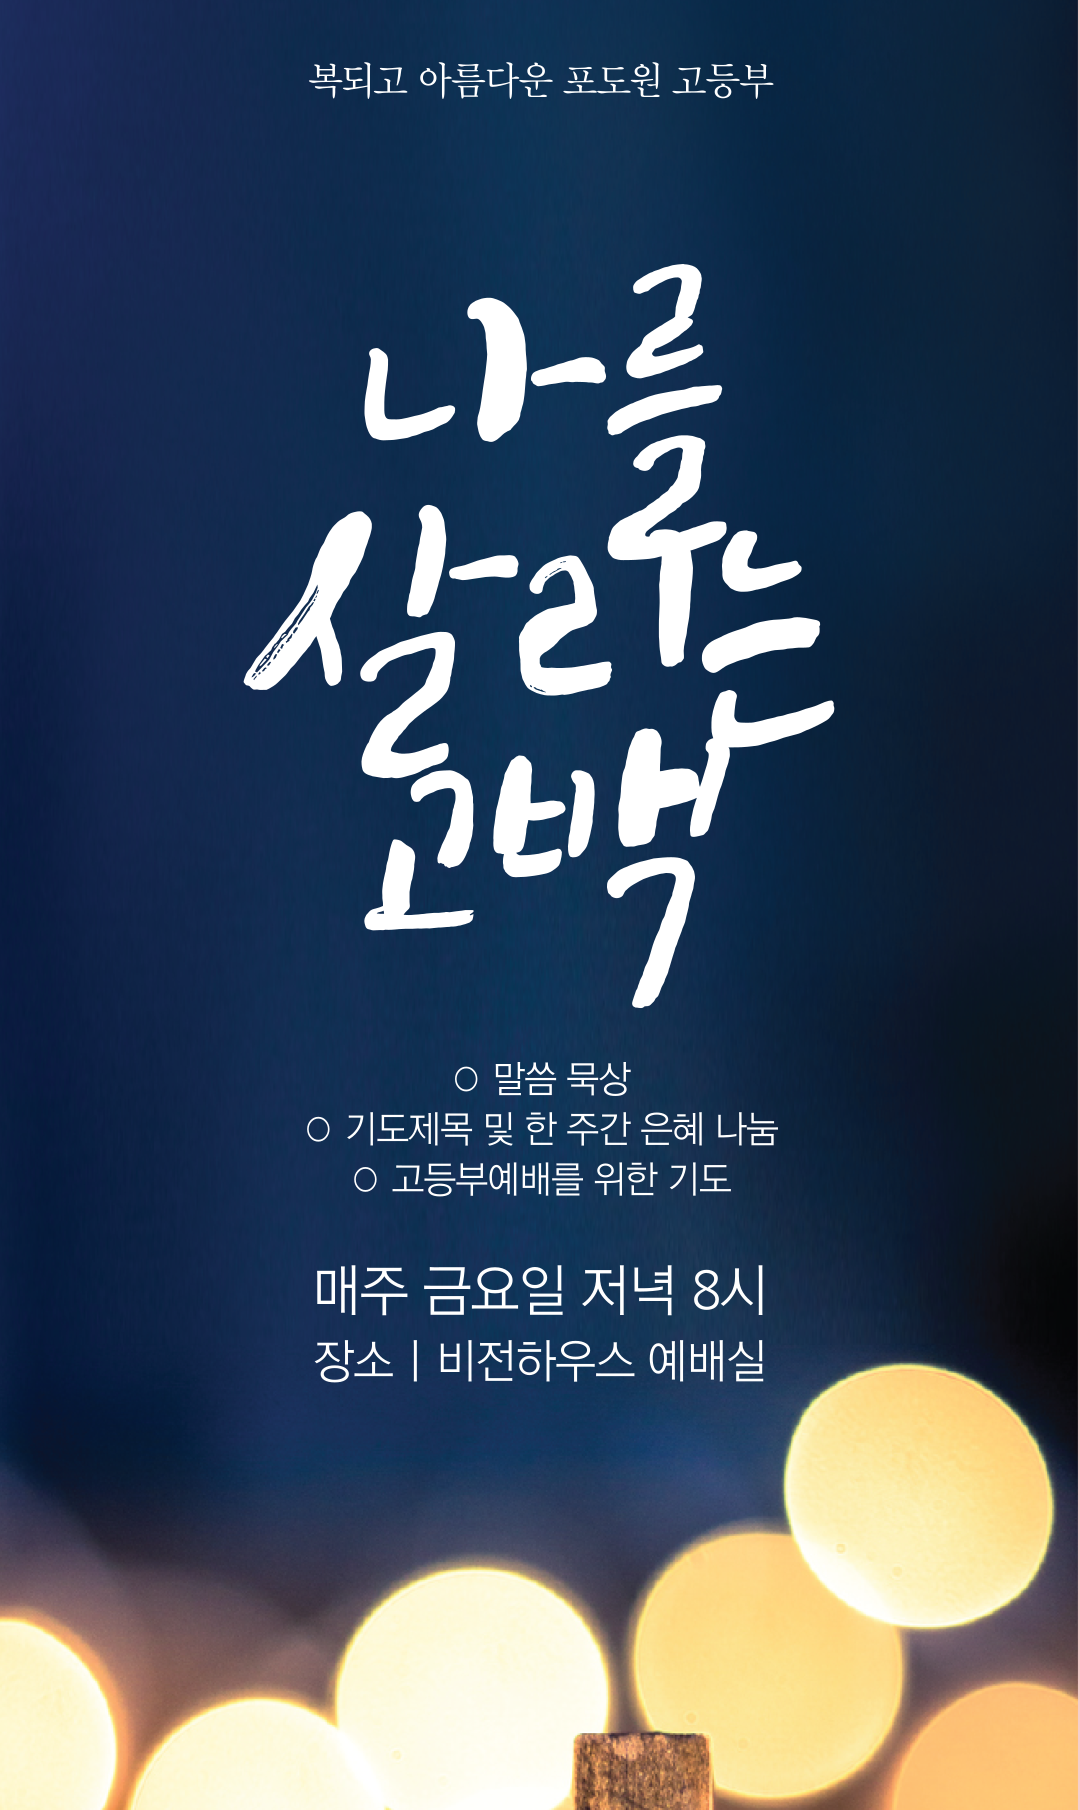 복되고 아름다운 포도원 고등부
나를
살리는
고백
○ 말씀 묵상
○ 기도제목 및 한 주간 은혜 나눔
○ 고등부예배를 위한 기도
매주 금요일 저녁 8시
장소ㅣ비전하우스 예배실